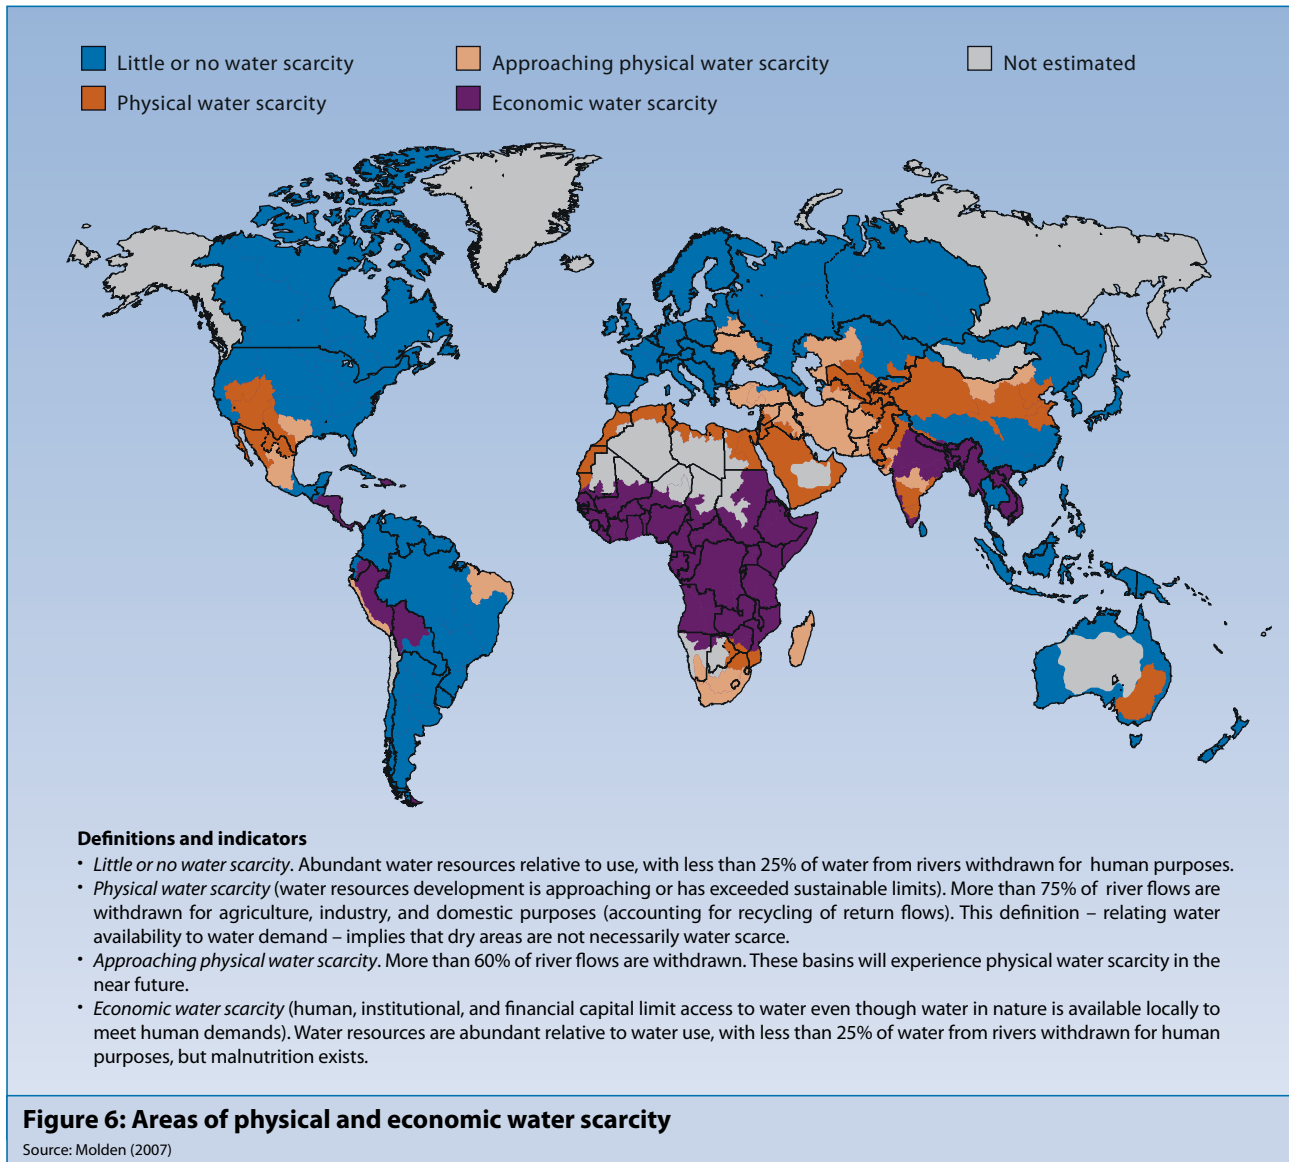 Little or no water scarcity
Approaching physical water scarcity
Not estimated
Physical water scarcity
Economic water scarcity
Definitions and indicators
• Little or no water scarcity. Abundant water resources relative to use, with less than 25% of water from rivers withdrawn for human purposes.
• Physical water scarcity (water resources development is approaching or has exceeded sustainable limits). More than 75% of river flows are
withdrawn for agriculture, industry, and domestic purposes (accounting for recycling of return flows). This definition – relating water
availability to water demand – implies that dry areas are not necessarily water scarce.
• Approaching physical water scarcity. More than 60% of river flows are withdrawn. These basins will experience physical water scarcity in the
near future.
• Economic water scarcity (human, institutional, and financial capital limit access to water even though water in nature is available locally to
meet human demands). Water resources are abundant relative to water use, with less than 25% of water from rivers withdrawn for human
purposes, but malnutrition exists.
Figure 6: Areas of physical and economic water scarcity
Source: Molden (2007)